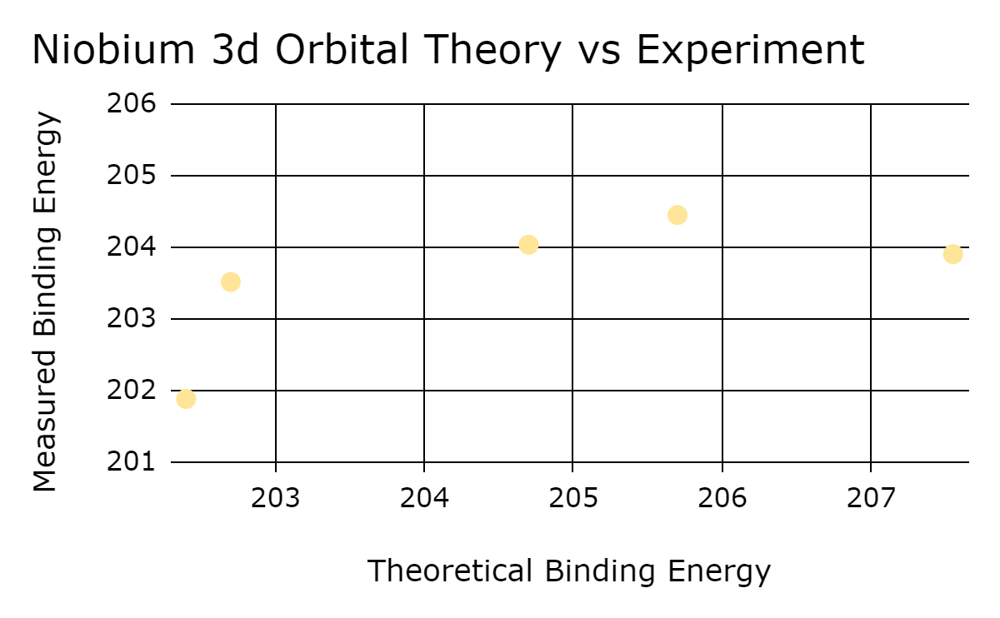 Niobium 3d Orbital Theory vs Experiment
Measured Binding Energy
206
205
204
203
202
201
203 204 205 206 207
Theoretical Binding Energy